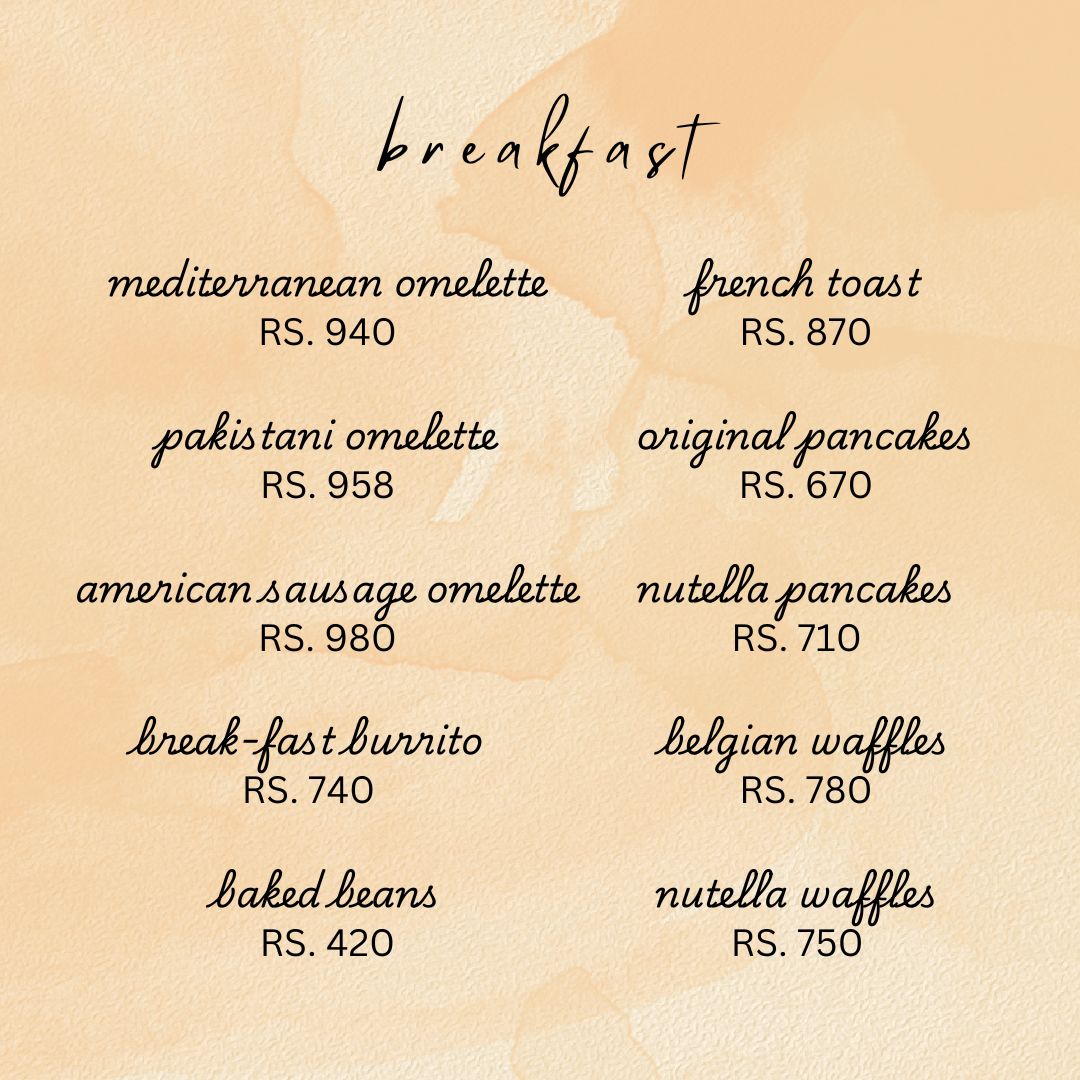 breakfast
mediterranean omelette
RS. 940
pakistani omelette
RS. 958
american sausage omelette
RS. 980
break-fast burrito
RS. 740
baked beans
RS. 420
french toast
RS. 870
original pancakes
RS. 670
nutella pancakes
RS. 710
belgian waffles
RS. 780
nutella waffles
RS. 750